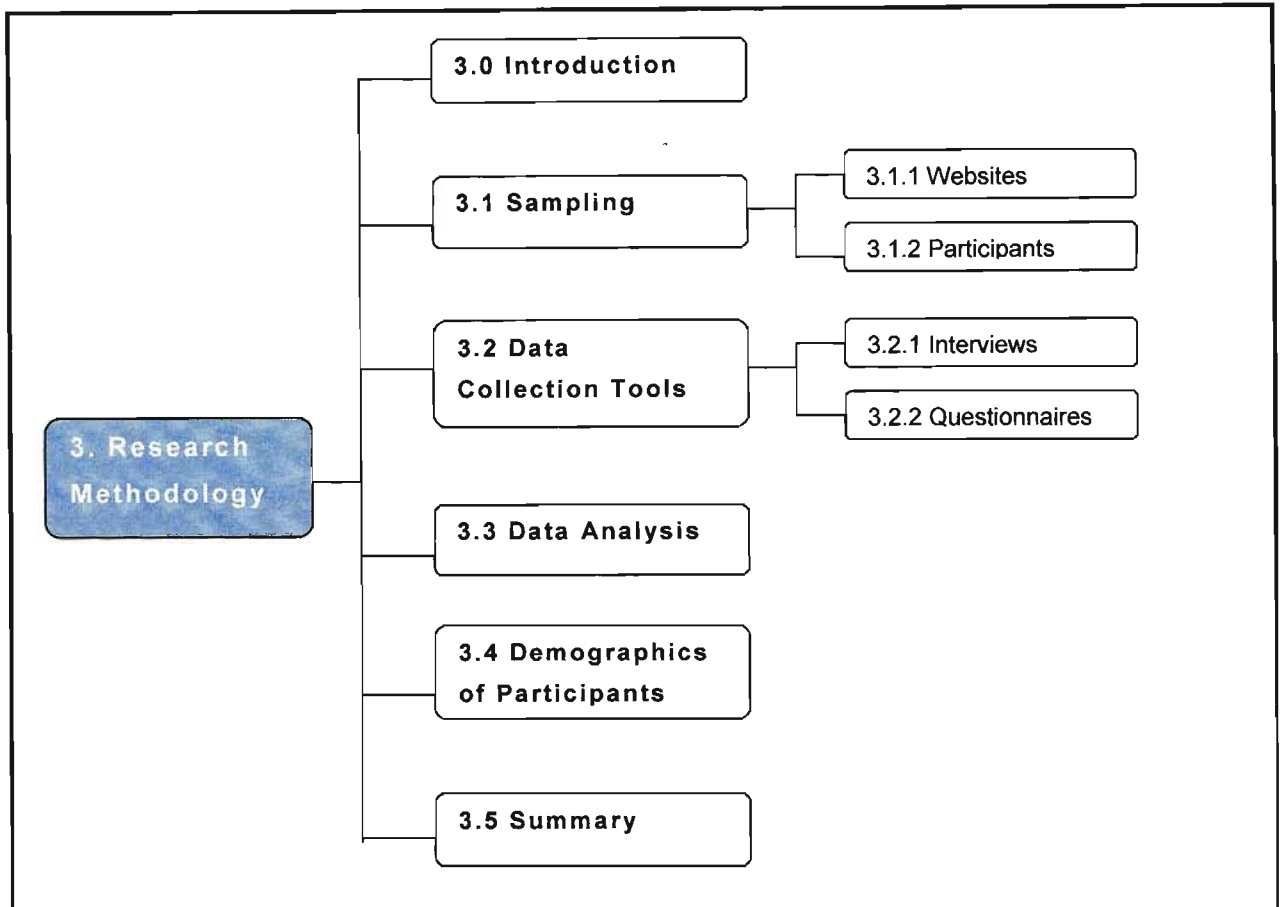 3.0 Introduction
3.1 Sampling
3.1.1 Websites
3.1.2 Participants
3.2 Data
Collection Tools
3.2.1 Interviews
3.2.2 Questionnaires
3. Research
Methodology
3.3 Data Analysis
3.4 Demographics
of Participants
3.5 Summary